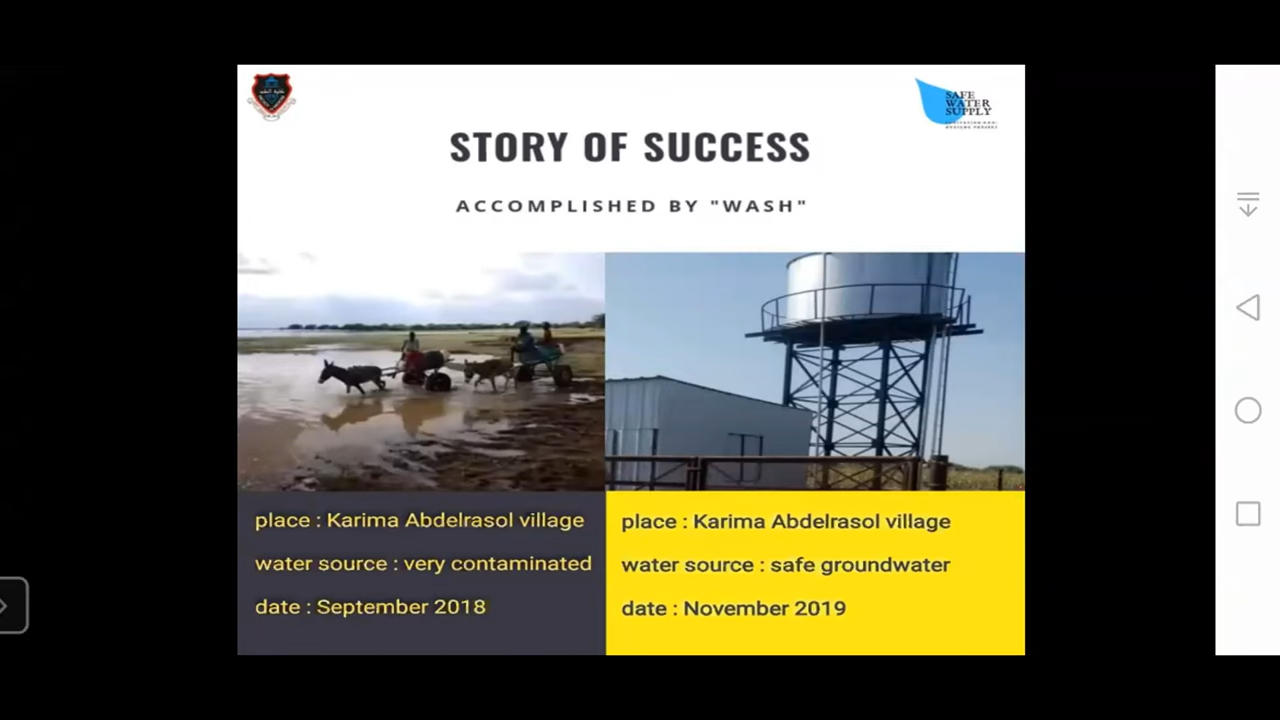 SAFE
WATER
SUPPLY
STORY OF SUCCESS
ACCOMPLISHED BY "WASH"
place : Karima Abdelrasol village
water source : very contaminated
date : September 2018
place : Karima Abdelrasol village
water source : safe groundwater
date : November 2019